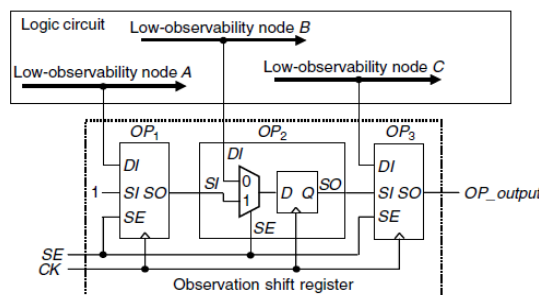 Logic circuit
Low-observability node B
Low-observability node A
Low-observability node C
OP1
OP2
OP3
DI
DI
DI
1
SI SO
SI
0
1
D Q
SO
SI SO
OP_output
SE
SE
SE
SE
CK
Observation shift register